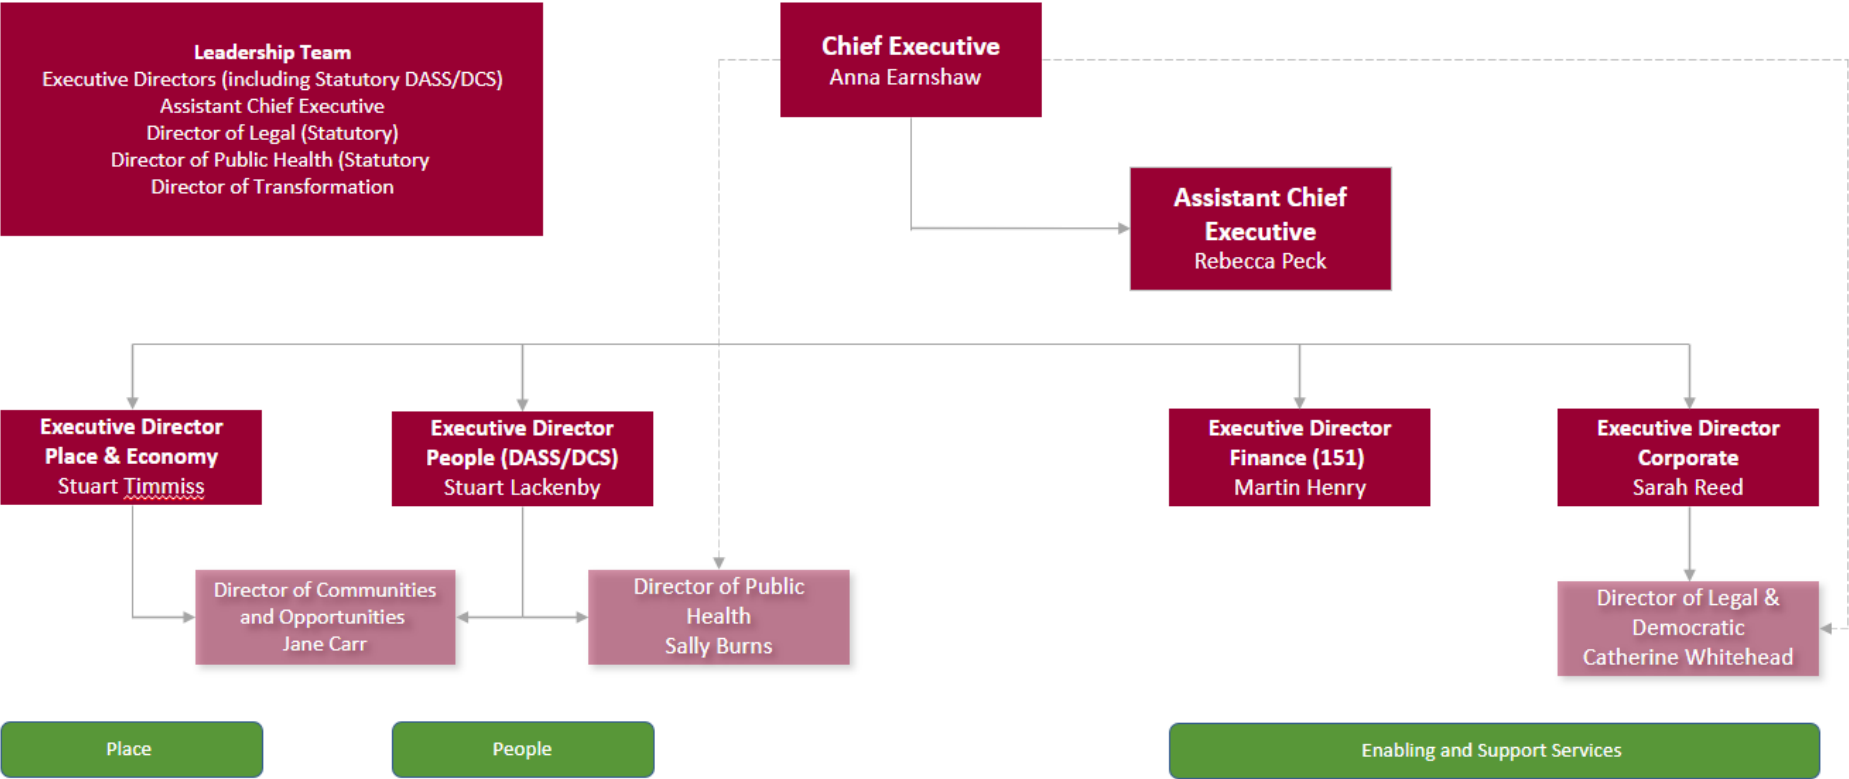 Leadership Team
Executive Directors (including Statutory DASS/DCS)
Assistant Chief Executive
Director of Legal (Statutory)
Director of Public Health (Statutory
Director of Transformation
Chief Executive
Anna Earnshaw
Assistant Chief
Executive
Rebecca Peck
Executive Director
Place & Economy
Stuart Timmiss
Executive Director
People (DASS/DCS)
Stuart Lackenby
Executive Director
Finance (151)
Martin Henry
Executive Director
Corporate
Sarah Reed
Director of Communities
and Opportunities
Jane Carr
Director of Public
Health
Sally Burns
Director of Legal &
Democratic
Catherine Whitehead
Place
People
Enabling and Support Services